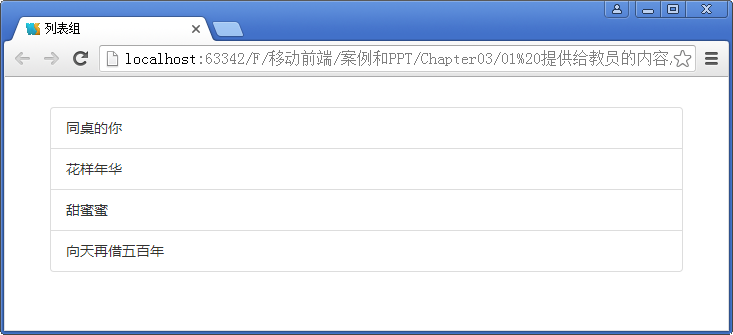 列表组
localhost:63342/F/移动前端/案例和PPT/Chapter03/01%20提供给教员的内容
同桌的你
花样年华
甜蜜蜜
向天再借五百年